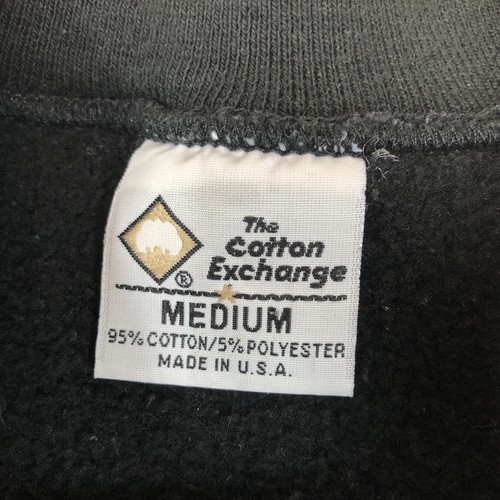 The
Cotton
Exchange
®
MEDIUM
95% COTTON/5% POLYESTER
MADE IN U.S.A.